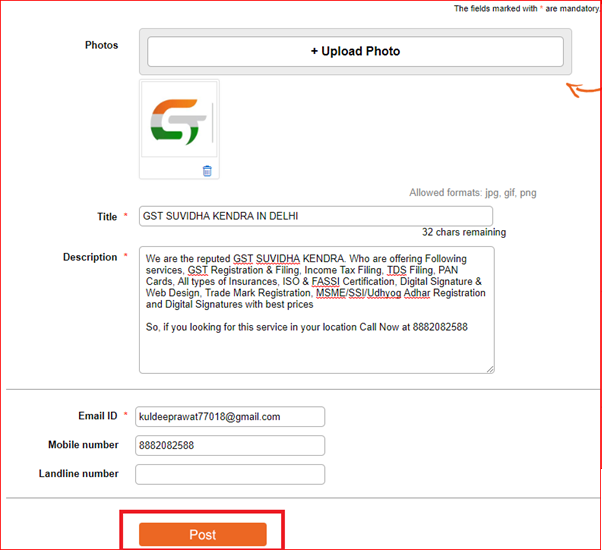 The fields marked with * are mandatory.
Photos
+ Upload Photo
Allowed formats: jpg, gif, png
Title *
GST SUVIDHA KENDRA IN DELHI
32 chars remaining
Description *
We are the reputed GST SUVIDHA KENDRA. Who are offering Following
services, GST Registration & Filing, Income Tax Filing, TDS Filing, PAN
Cards, All types of Insurances, ISO & FASSI Certification, Digital Signature &
Web Design, Trade Mark Registration, MSME/SSI/Udhyog Adhar Registration
and Digital Signatures with best prices
So, if you looking for this service in your location Call Now at 8882082588
Email ID *
kuldeeprawat77018@gmail.com
Mobile number
8882082588
Landline number
Post